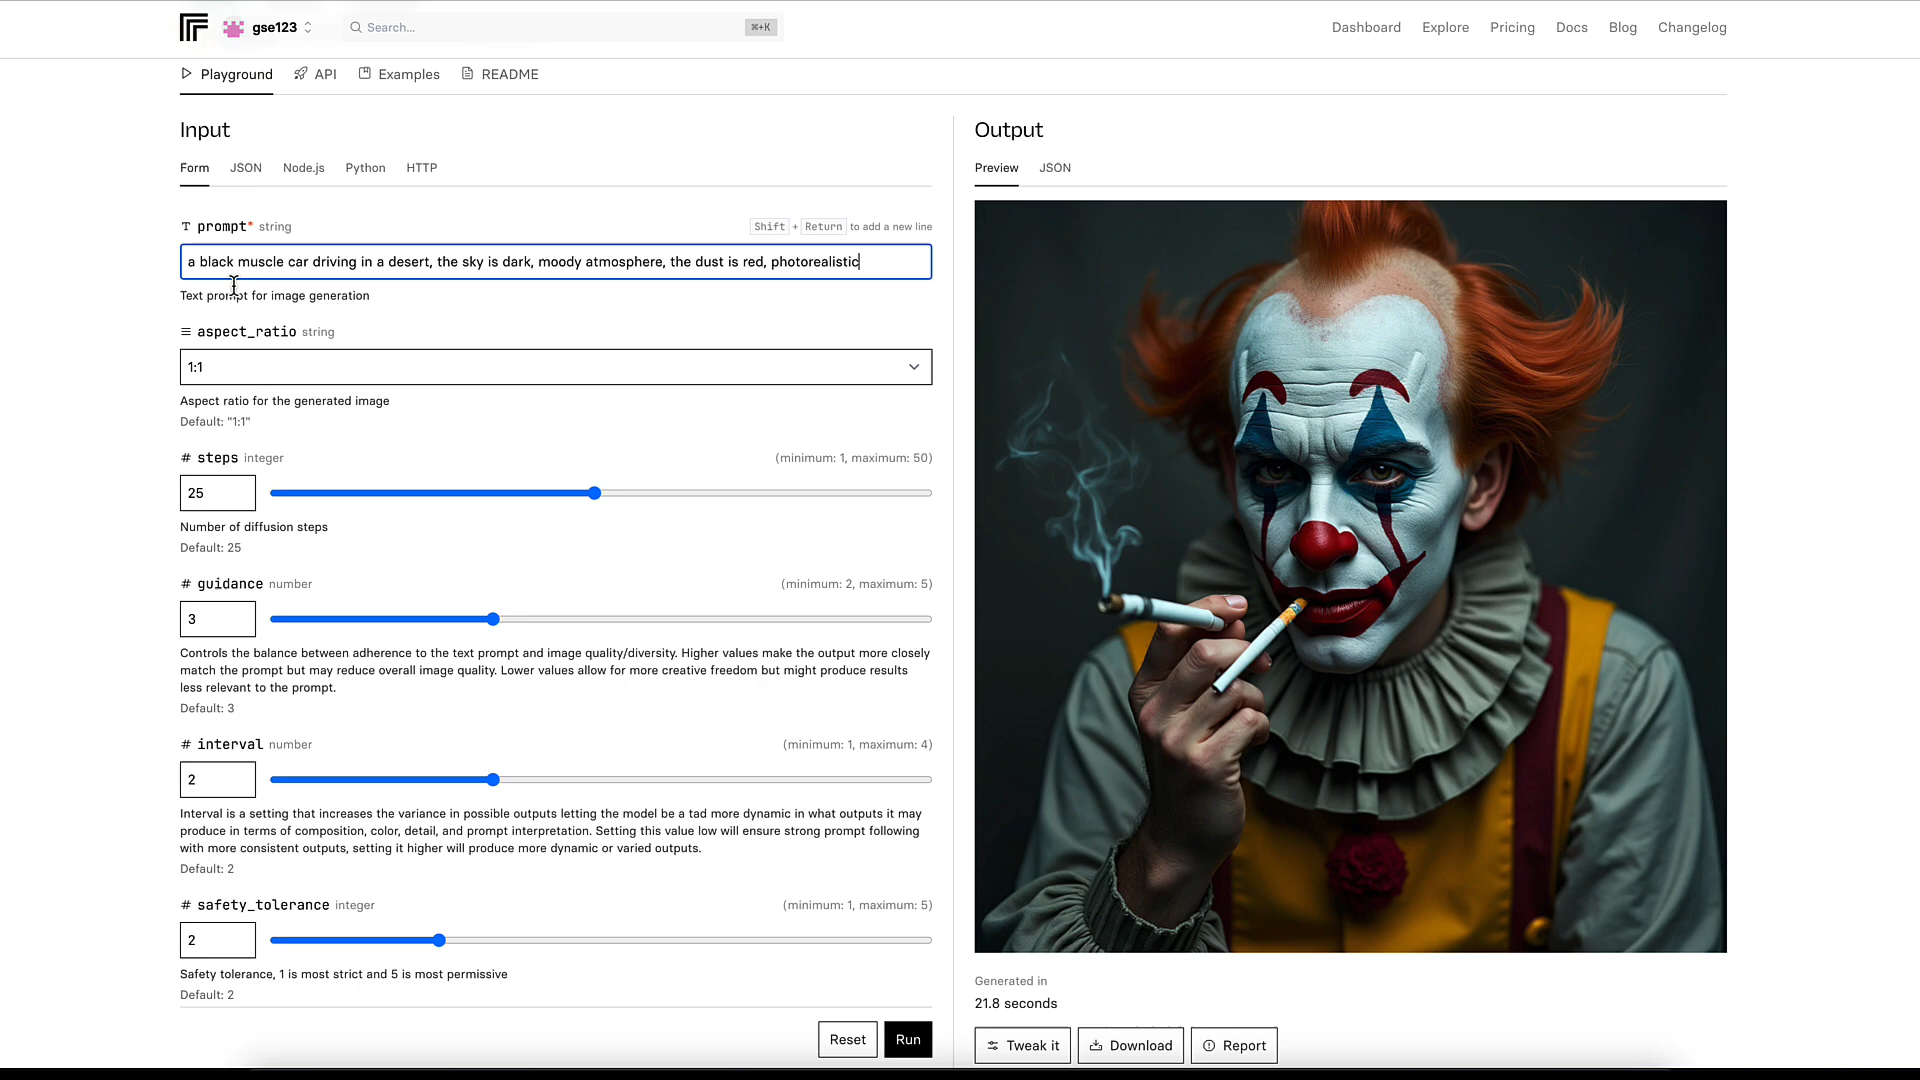 gse123
Search...
⌘+K
Dashboard
Explore
Pricing
Docs
Blog
Changelog
Playground
API
Examples
README
Input
Form
JSON
Node.js
Python
HTTP
prompt* string
Shift + Return to add a new line
a black muscle car driving in a desert, the sky is dark, moody atmosphere, the dust is red, photorealistic
Text prompt for image generation
aspect_ratio string
1:1
Aspect ratio for the generated image
Default: "1:1"
# steps integer
(minimum: 1, maximum: 50)
25
Number of diffusion steps
Default: 25
# guidance number
(minimum: 2, maximum: 5)
3
Controls the balance between adherence to the text prompt and image quality/diversity. Higher values make the output more closely
match the prompt but may reduce overall image quality. Lower values allow for more creative freedom but might produce results
less relevant to the prompt.
Default: 3
# interval number
(minimum: 1, maximum: 4)
2
Interval is a setting that increases the variance in possible outputs letting the model be a tad more dynamic in what outputs it may
produce in terms of composition, color, detail, and prompt interpretation. Setting this value low will ensure strong prompt following
with more consistent outputs, setting it higher will produce more dynamic or varied outputs.
Default: 2
# safety_tolerance integer
(minimum: 1, maximum: 5)
2
Safety tolerance, 1 is most strict and 5 is most permissive
Default: 2
Reset
Run
Output
Preview
JSON
Generated in
21.8 seconds
Tweak it
Download
Report